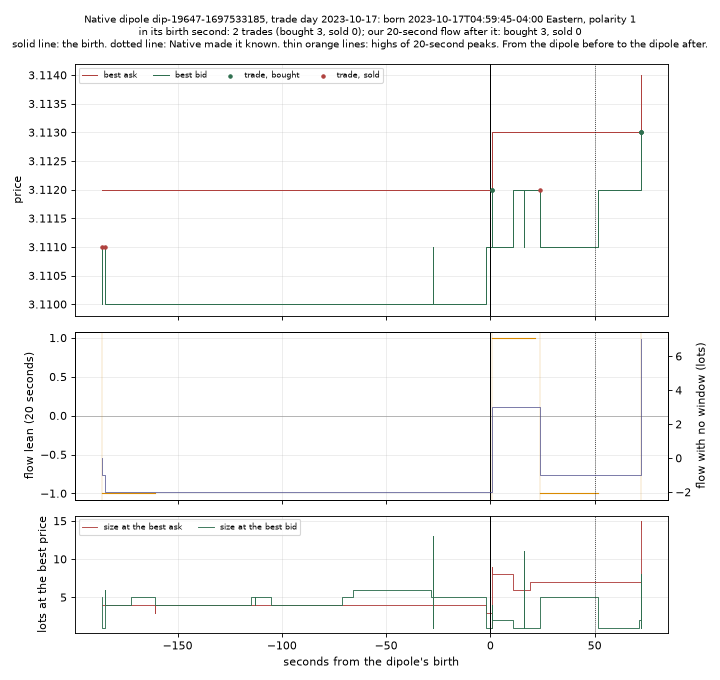 Native dipole dip-19647-1697533185, trade day 2023-10-17: born 2023-10-17T04:59:45-04:00 Eastern, polarity 1
in its birth second: 2 trades (bought 3, sold 0); our 20-second flow after it: bought 3, sold 0
solid line: the birth. dotted line: Native made it known. thin orange lines: highs of 20-second peaks. From the dipole before to the dipole after.
best ask best bid trade, bought trade, sold
3.1140
3.1135
3.1130
3.1125
3.1120
3.1115
3.1110
3.1105
3.1100
price
1.0
0.5
0.0
−0.5
−1.0
flow lean (20 seconds)
6
4
2
0
−2
flow with no window (lots)
size at the best ask size at the best bid
15
10
5
lots at the best price
−150 −100 −50 0 50
seconds from the dipole's birth